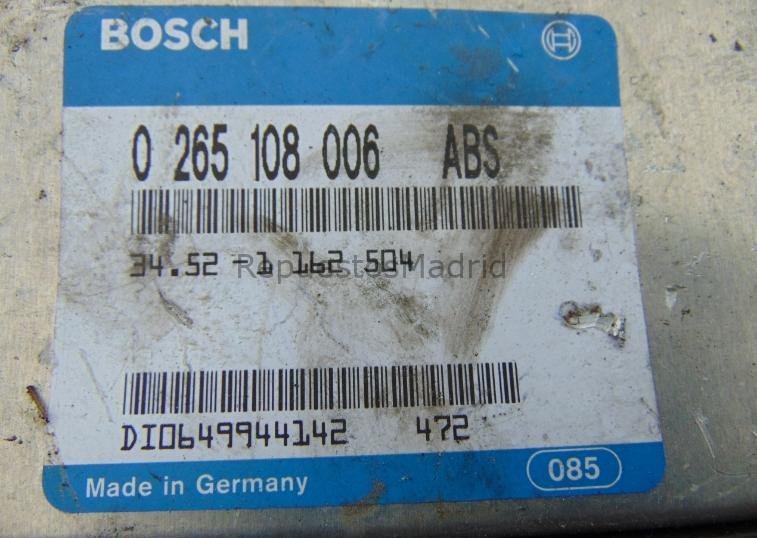 BOSCH
0 265 108 006 ABS
34.52 -1 162 504
RepuestosMadrid
DI0649944142 472
Made in Germany 085